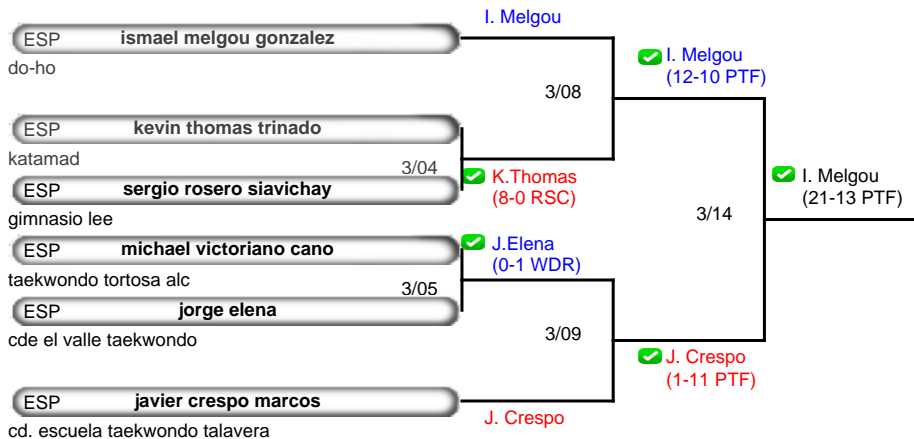 I. Melgou
ESP ismael melgou gonzalez
do-ho
I. Melgou
(12-10 PTF)
3/08
ESP kevin thomas trinado
katamad
3/04
K.Thomas
(8-0 RSC)
ESP sergio rosero siavichay
gimnasio lee
I. Melgou
(21-13 PTF)
3/14
ESP michael victoriano cano
taekwondo tortosa alc
J.Elena
(0-1 WDR)
3/05
ESP jorge elena
cde el valle taekwondo
3/09
J. Crespo
(1-11 PTF)
ESP javier crespo marcos
cd. escuela taekwondo talavera
J. Crespo